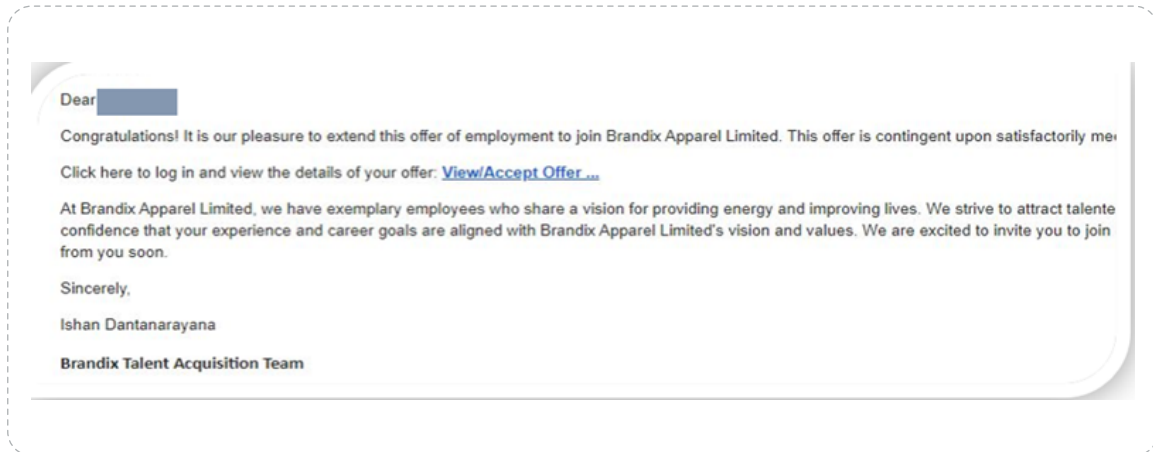 Dear
Congratulations! It is our pleasure to extend this offer of employment to join Brandix Apparel Limited. This offer is contingent upon satisfactorily
Click here to log in and view the details of your offer: View/Accept Offer ...
At Brandix Apparel Limited, we have exemplary employees who share a vision for providing energy and improving lives. We strive to attract
confidence that your experience and career goals are aligned with Brandix Apparel Limited's vision and values. We are excited to invite you to join
from you soon.
Sincerely,
Ishan Dantanarayana
Brandix Talent Acquisition Team